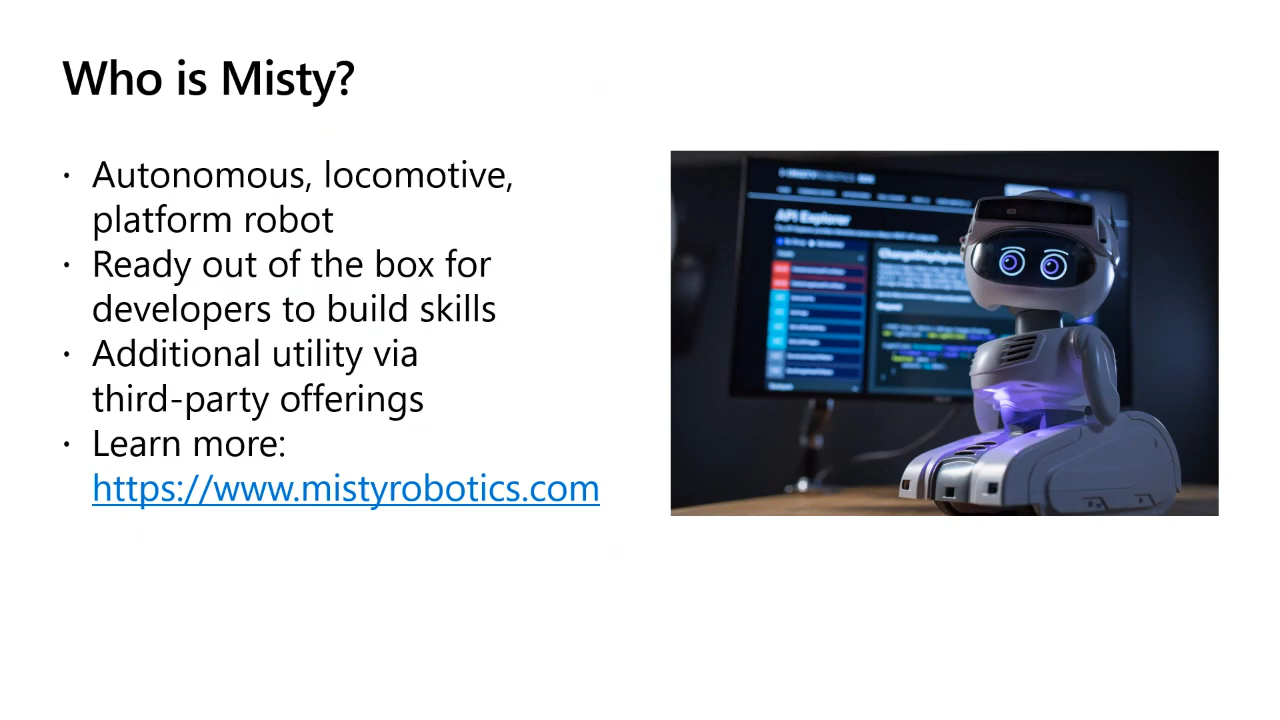 Who is Misty?
· Autonomous, locomotive,
platform robot
· Ready out of the box for
developers to build skills
· Additional utility via
third-party offerings
· Learn more:
https://www.mistyrobotics.com
API Explorer